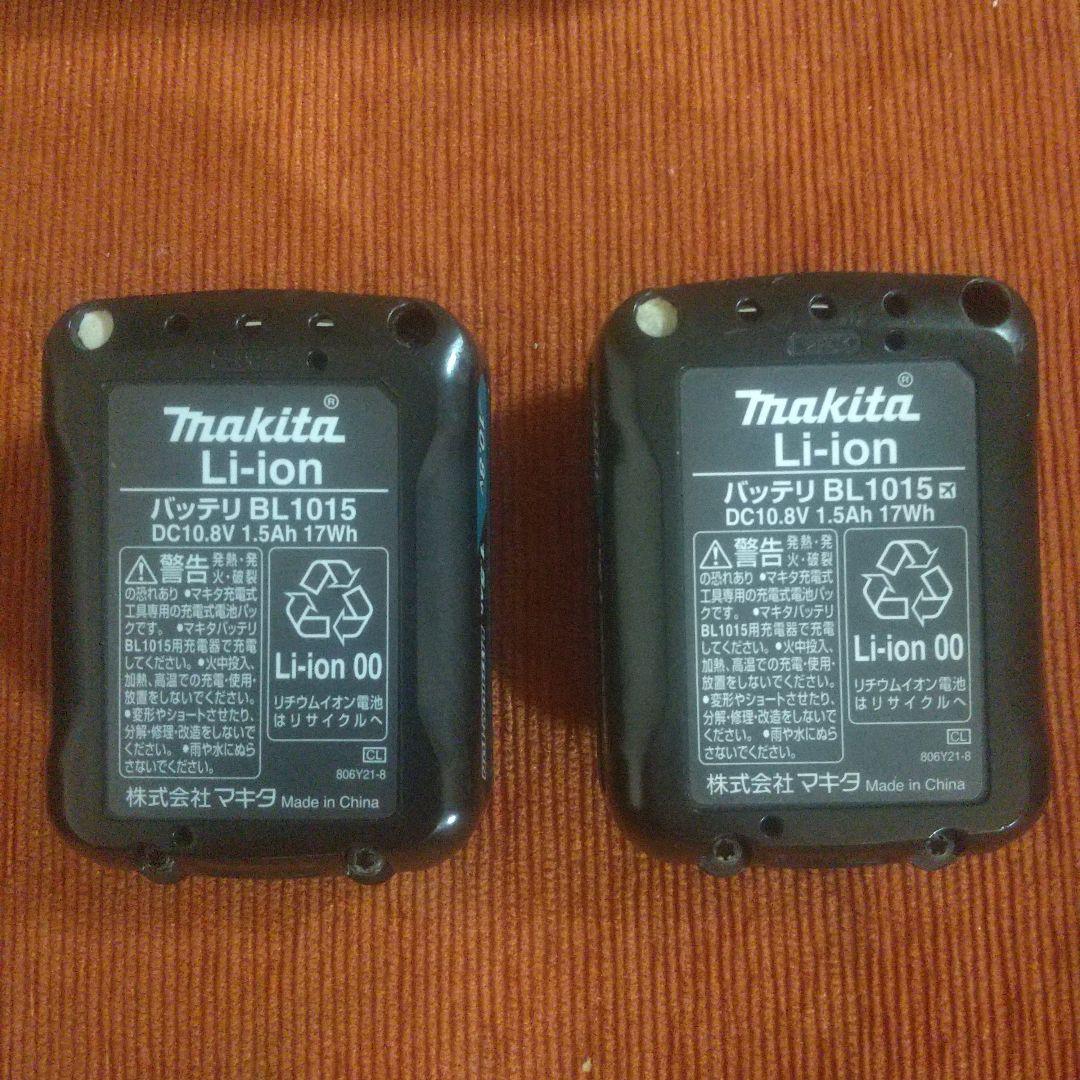 makita®
Li-ion
バッテリ BL1015
DC10.8V 1.5Ah 17Wh
警告 発熱・発
火・破裂
の恐れあり •マキタ充電式
工具専用の充電式電池パッ
クです。 •マキタバッテリ
BL1015用充電器で充電
してください。•火中投入、
加熱、高温での充電・使用・
放置をしないでください。
•変形やショートさせたり、
分解・修理・改造をしないで
ください。 •雨や水にぬら
さないでください。
Li-ion 00
リチウムイオン電池
はリサイクルへ
CL
806Y21-8
株式会社 マキタ Made in China
makita®
Li-ion
バッテリ BL1015
DC10.8V 1.5Ah 17Wh
警告 発熱・発
火・破裂
の恐れあり •マキタ充電式
工具専用の充電式電池パッ
クです。 •マキタバッテリ
BL1015用充電器で充電
してください。•火中投入、
加熱、高温での充電・使用・
放置をしないでください。
•変形やショートさせたり、
分解・修理・改造をしないで
ください。 •雨や水にぬら
さないでください。
Li-ion 00
リチウムイオン電池
はリサイクルへ
CL
806Y21-8
株式会社 マキタ Made in China